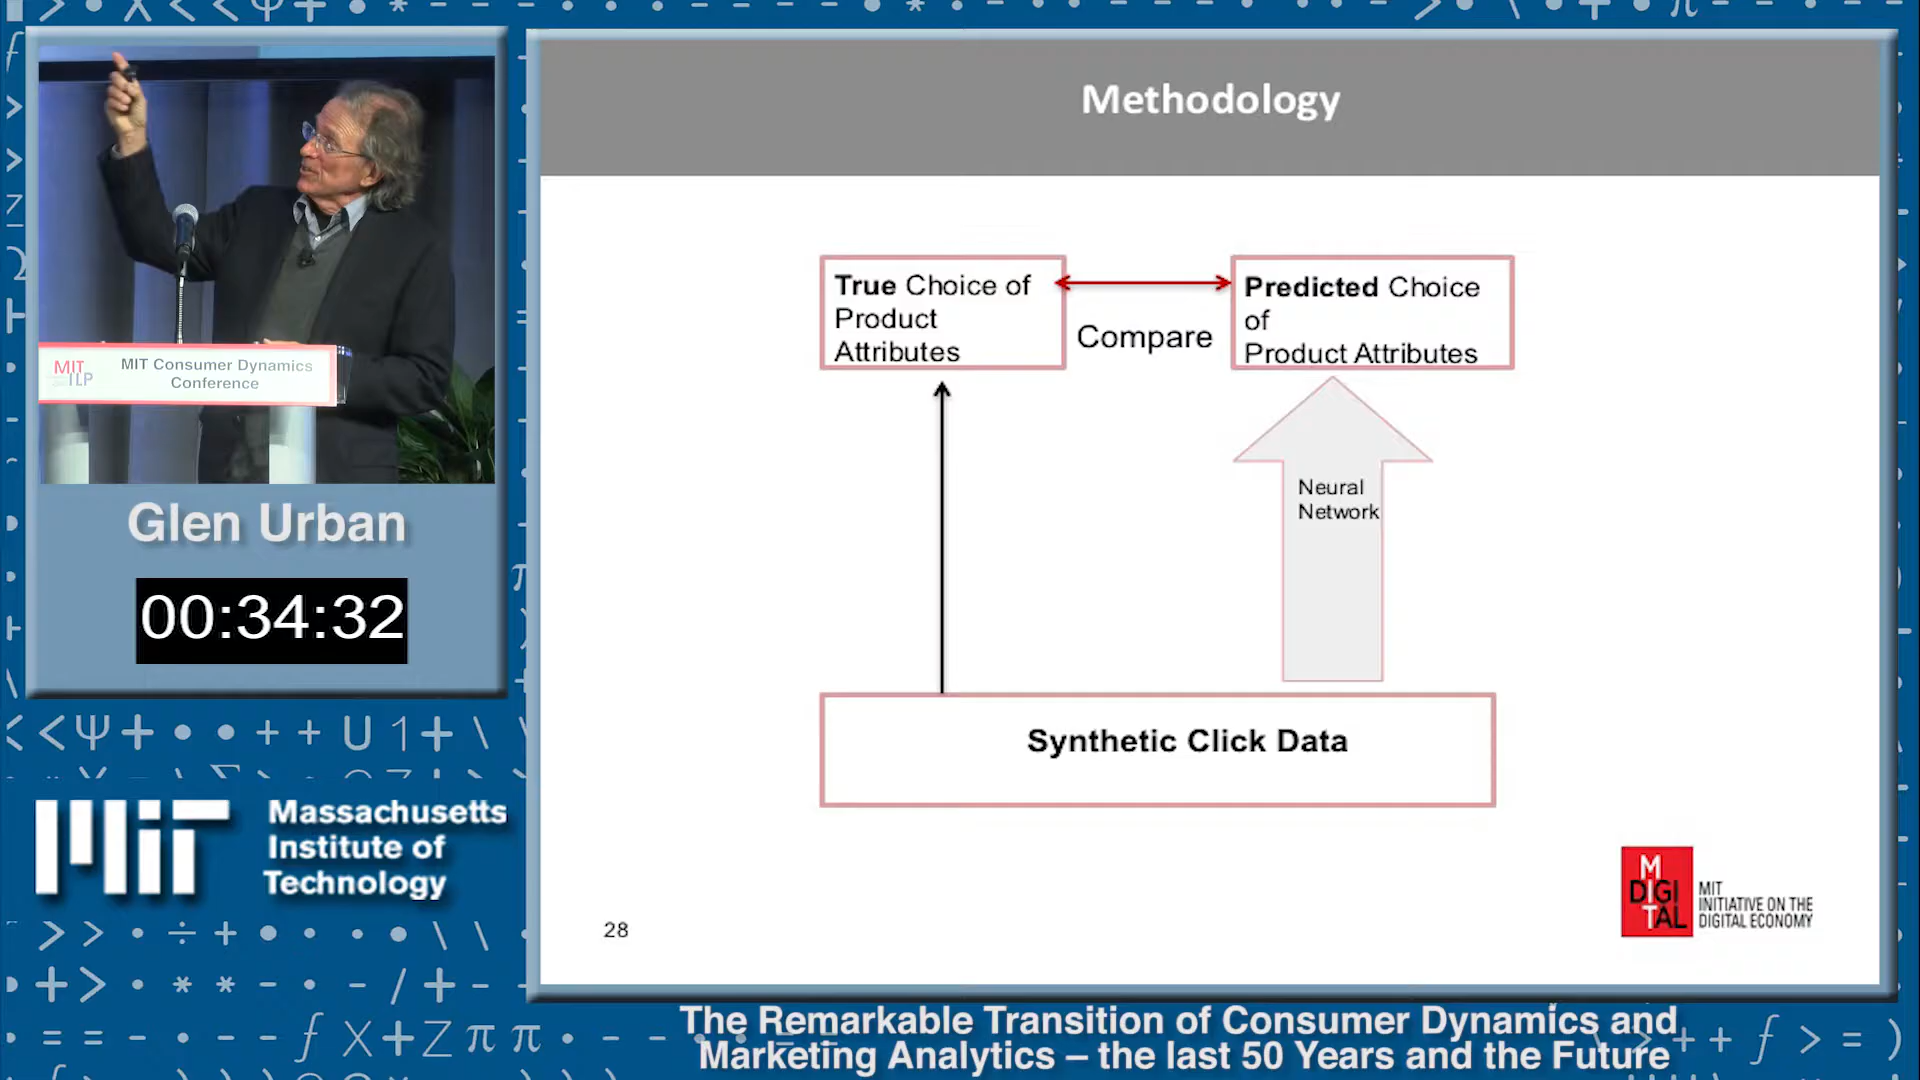 Methodology
True Choice of
Product
Attributes
Compare
Predicted Choice
of
Product Attributes
Neural
Network
Synthetic Click Data
28
M
DIGI
TAL
MIT
INITIATIVE ON THE
DIGITAL ECONOMY
MIT
ILP
MIT Consumer Dynamics
Conference
Glen Urban
00:34:32
MIT
Massachusetts
Institute of
Technology
The Remarkable Transition of Consumer Dynamics and
Marketing Analytics – the last 50 Years and the Future